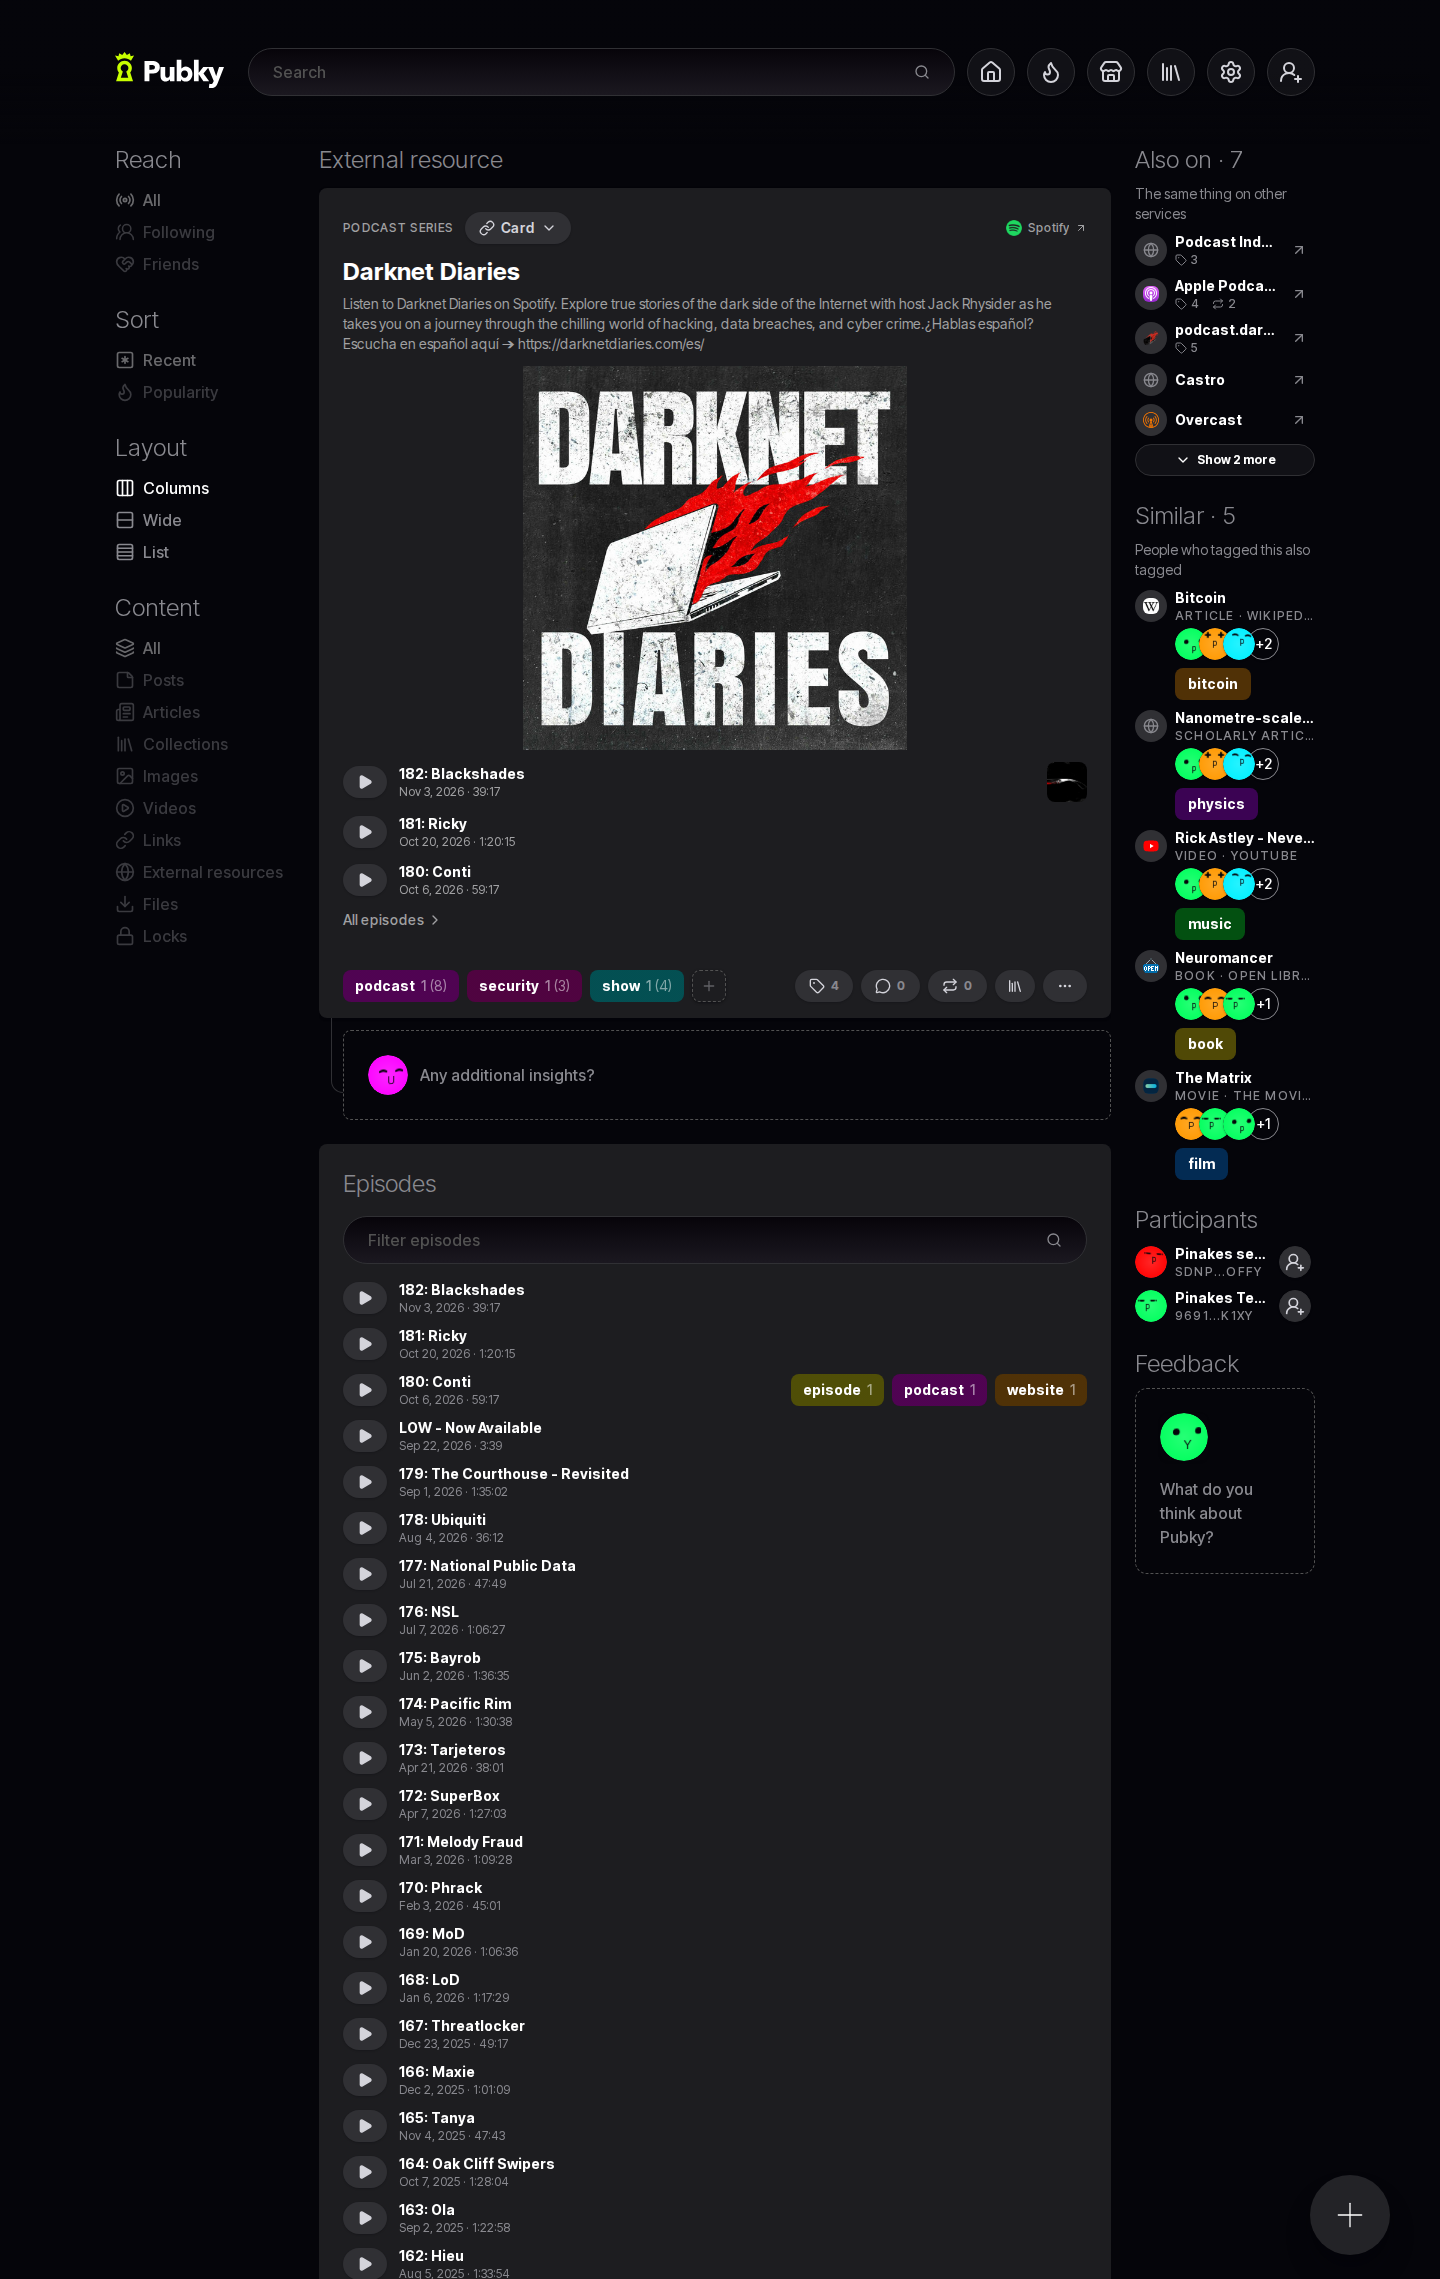 Pubky
Search
Reach
All
Following
Friends
Sort
Recent
Popularity
Layout
Columns
Wide
List
Content
All
Posts
Articles
Collections
Images
Videos
Links
External resources
Files
Locks
External resource
PODCAST SERIES
Card
Spotify
Darknet Diaries
Listen to Darknet Diaries on Spotify. Explore true stories of the dark side of the Internet with host Jack Rhysider as he
takes you on a journey through the chilling world of hacking, data breaches, and cyber crime.¿Hablas español?
Escucha en español aquí → https://darknetdiaries.com/es/
DARKNET
DIARIES
182: Blackshades
Nov 3, 2026 · 39:17
181: Ricky
Oct 20, 2026 · 1:20:15
180: Conti
Oct 6, 2026 · 59:17
All episodes
podcast 1 (8)
security 1 (3)
show 1 (4)
4
0
0
U
Any additional insights?
Episodes
Filter episodes
182: Blackshades
Nov 3, 2026 · 39:17
181: Ricky
Oct 20, 2026 · 1:20:15
180: Conti
Oct 6, 2026 · 59:17
episode 1
podcast 1
website 1
LOW - Now Available
Sep 22, 2026 · 3:39
179: The Courthouse - Revisited
Sep 1, 2026 · 1:35:02
178: Ubiquiti
Aug 4, 2026 · 36:12
177: National Public Data
Jul 21, 2026 · 47:49
176: NSL
Jul 7, 2026 · 1:06:27
175: Bayrob
Jun 2, 2026 · 1:36:35
174: Pacific Rim
May 5, 2026 · 1:30:38
173: Tarjeteros
Apr 21, 2026 · 38:01
172: SuperBox
Apr 7, 2026 · 1:27:03
171: Melody Fraud
Mar 3, 2026 · 1:09:28
170: Phrack
Feb 3, 2026 · 45:01
169: MoD
Jan 20, 2026 · 1:06:36
168: LoD
Jan 6, 2026 · 1:17:29
167: Threatlocker
Dec 23, 2025 · 49:17
166: Maxie
Dec 2, 2025 · 1:01:09
165: Tanya
Nov 4, 2025 · 47:43
164: Oak Cliff Swipers
Oct 7, 2025 · 1:28:04
163: Ola
Sep 2, 2025 · 1:22:58
162: Hieu
Aug 5, 2025 · 1:33:54
Also on · 7
The same thing on other
services
Podcast Ind...
3
Apple Podca...
4 2
podcast.dar...
5
Castro
Overcast
Show 2 more
Similar · 5
People who tagged this also
tagged
W
Bitcoin
ARTICLE · WIKIPED...
P P P +2
bitcoin
Nanometre-scale...
SCHOLARLY ARTIC...
P P P +2
physics
Rick Astley - Neve...
VIDEO · YOUTUBE
P P P +2
music
OPEN
Neuromancer
BOOK · OPEN LIBR...
P P P +1
book
The Matrix
MOVIE · THE MOVI...
P P P +1
film
Participants
P
Pinakes se...
SDNP...OFFY
P
Pinakes Te...
9691...K1XY
Feedback
Y
What do you
think about
Pubky?